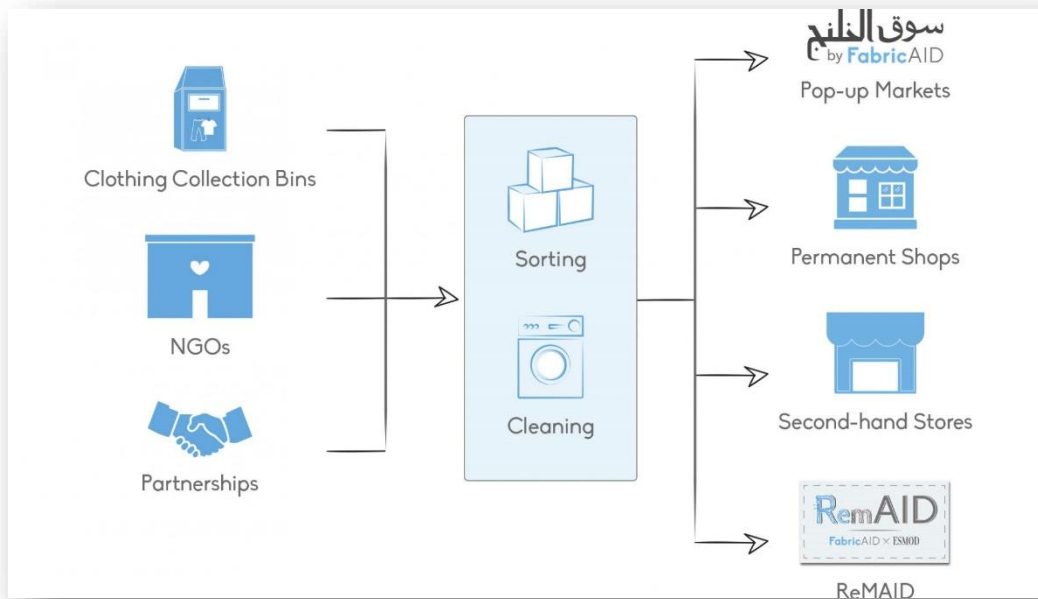 Clothing Collection Bins
NGOs
Partnerships
Sorting
Cleaning
سوق الخلنج
by FabricAID
Pop-up Markets
Permanent Shops
Second-hand Stores
RemAID
FabricAID × ESMOD
ReMAID